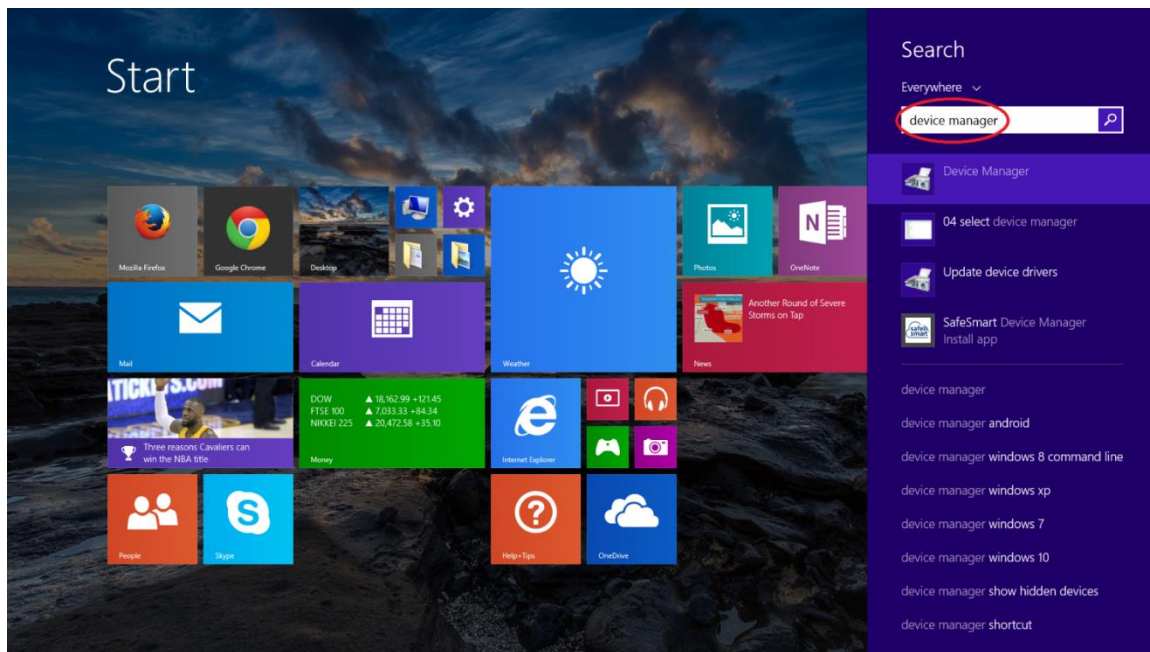 Start
Mozilla Firefox
Google Chrome
Desktop
Photos
OneNote
N
Mail
Calendar
Weather
Another Round of Severe
Storms on Tap
News
Three reasons Cavaliers can
win the NBA title
DOW ▲ 18,162.99 +121.45
FTSE 100 ▲ 7,033.33 +84.34
NIKKEI 225 ▲ 20,472.58 +35.10
Money
Internet Explorer
People
S
Skype
?
Help+Tips
OneDrive
Search
Everywhere
device manager
Device Manager
04 select device manager
Update device drivers
safe&
smart
SafeSmart Device Manager
Install app
device manager
device manager android
device manager windows 8 command line
device manager windows xp
device manager windows 7
device manager windows 10
device manager show hidden devices
device manager shortcut